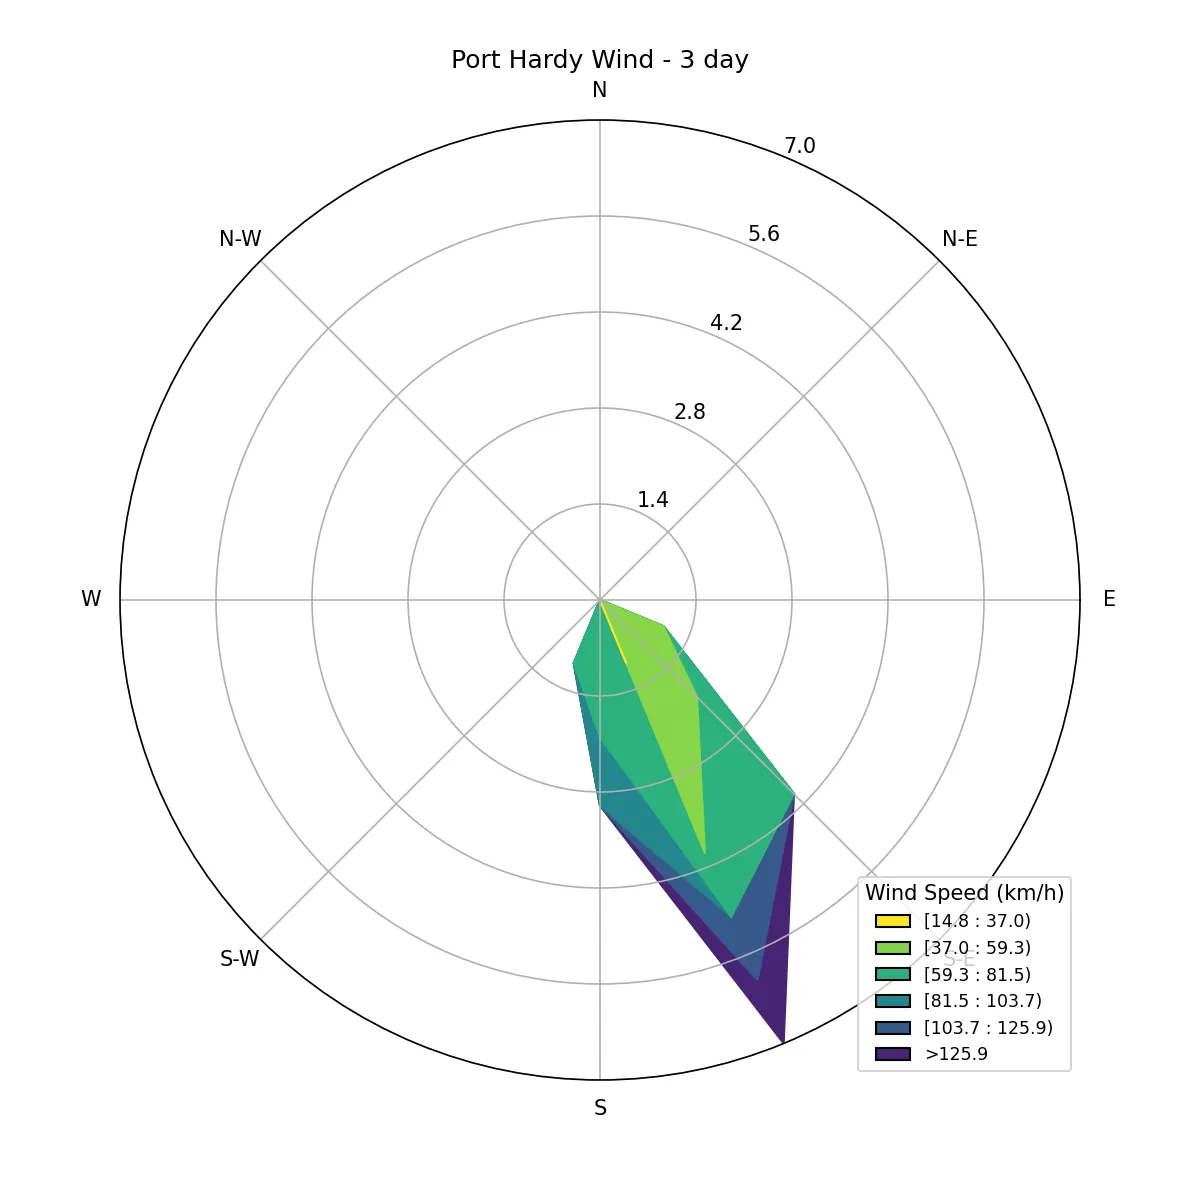 Port Hardy Wind - 3 day
N
7.0
N-W
N-E
5.6
4.2
2.8
1.4
W
E
S-W
S-E
S
Wind Speed (km/h)
[14.8 : 37.0)
[37.0 : 59.3)
[59.3 : 81.5)
[81.5 : 103.7)
[103.7 : 125.9)
>125.9